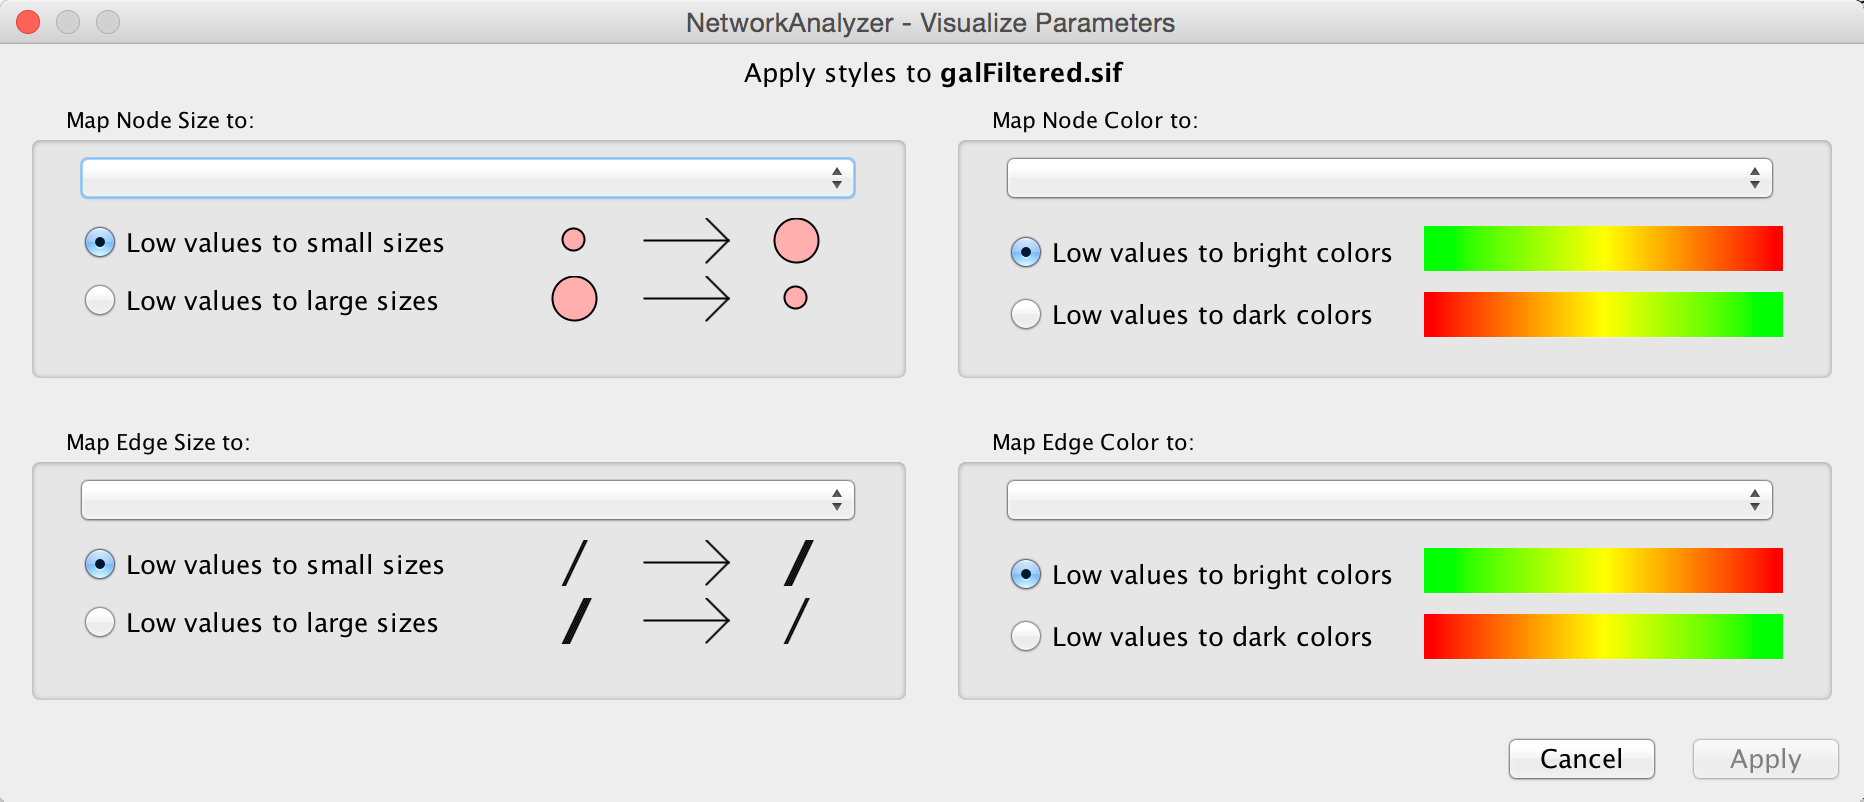 NetworkAnalyzer - Visualize Parameters
Apply styles to galFiltered.sif
Map Node Size to:
Low values to small sizes
Low values to large sizes
Map Node Color to:
Low values to bright colors
Low values to dark colors
Map Edge Size to:
Low values to small sizes
Low values to large sizes
Map Edge Color to:
Low values to bright colors
Low values to dark colors
Cancel
Apply